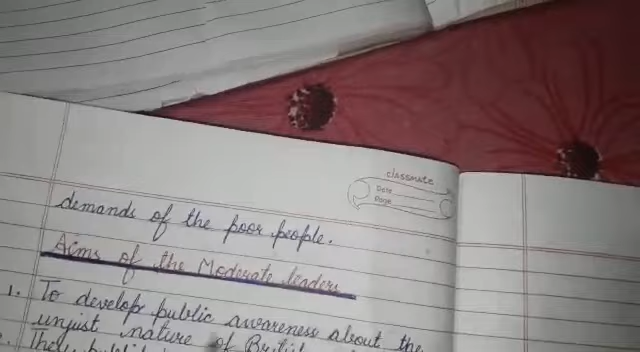 classmate
Date
Page
demands of the poor people.
Aims of the Moderate leaders
1. To develop public awareness about the
unjust nature of British
They